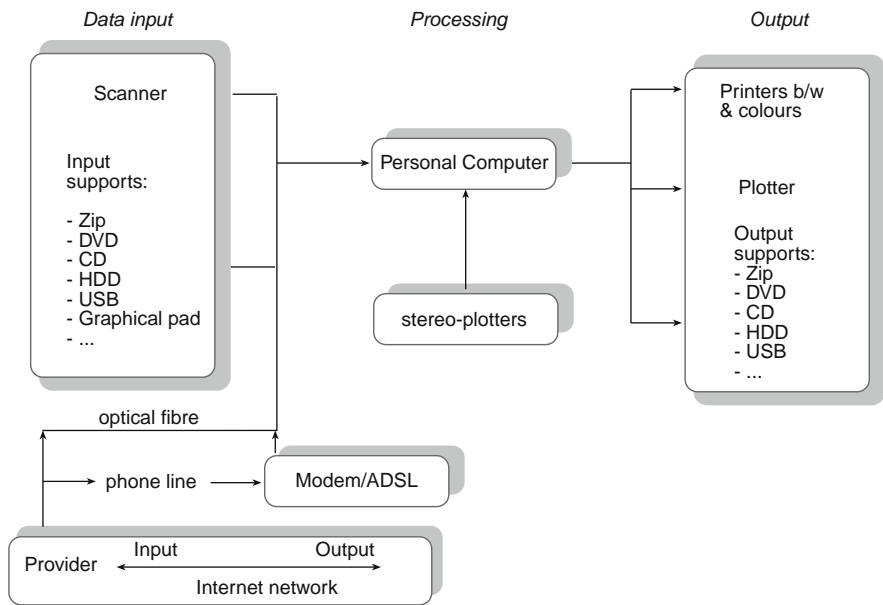 Data input
Processing
Output
Scanner
Input
supports:
- Zip
- DVD
- CD
- HDD
- USB
- Graphical pad
- ...
Personal Computer
stereo-plotters
Printers b/w
& colours
Plotter
Output
supports:
- Zip
- DVD
- CD
- HDD
- USB
- ...
optical fibre
phone line
Modem/ADSL
Provider
Input
Output
Internet network